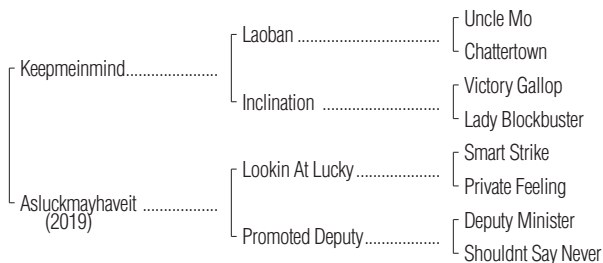 Uncle Mo
Laoban ..................................
Chattertown
Keepmeinmind......................
Victory Gallop
Inclination ............................
Lady Blockbuster
Smart Strike
Lookin At Lucky....................
Private Feeling
Asluckmayhaveit ..................
(2019)
Deputy Minister
Promoted Deputy..................
Shouldnt Say Never